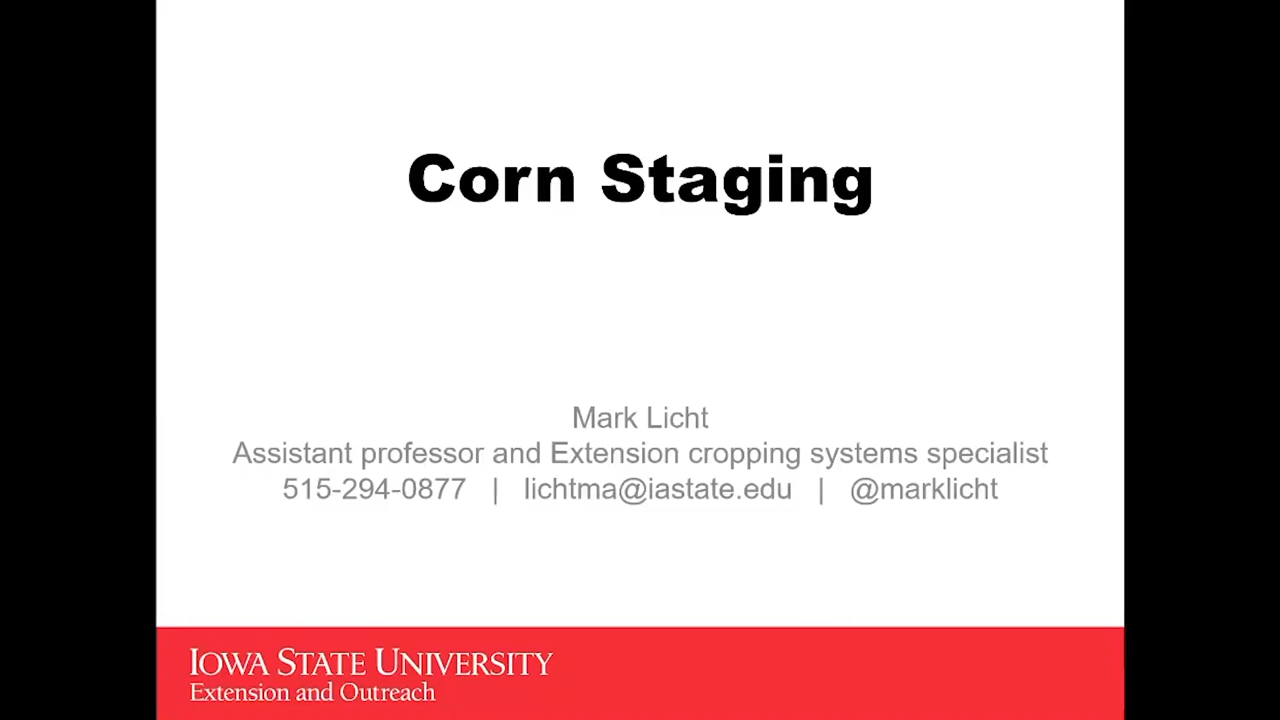 Corn Staging
Mark Licht
Assistant professor and Extension cropping systems specialist
515-294-0877 | lichtma@iastate.edu | @marklicht
IOWA STATE UNIVERSITY
Extension and Outreach